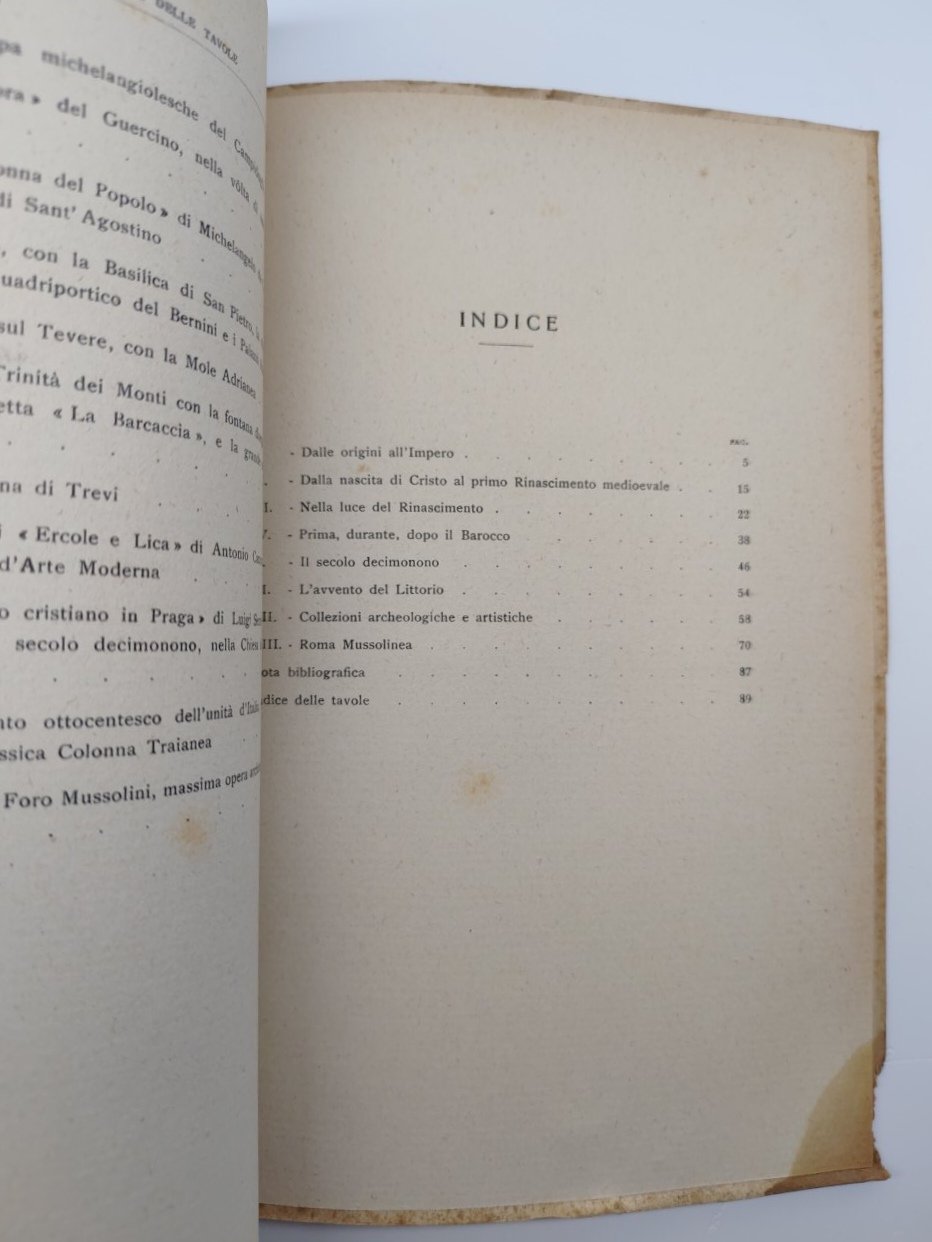 DELLE TAVOLE
michelangiolesche del
del Guercino, nella vòlta di
del Popolo» di Michelangelo
di Sant'Agostino
, con la Basilica di San Pietro,
del Bernini e i
sul Tevere, con la Mole Adriana
Trinità dei Monti con la fontana
« La Barcaccia », e la
di Trevi
« Ercole e Lica » di Antonio
d'Arte Moderna
cristiano in Praga» di Luigi
secolo decimonono, nella Chiesa
ottocentesco dell'unità
Colonna Traianea
Foro Mussolini, massima opera
INDICE
PAG.
- Dalle origini all'Impero . . . . . . . . 5
. - Dalla nascita di Cristo al primo Rinascimento medioevale . . 15
I. - Nella luce del Rinascimento . . . . . . . 22
V. - Prima, durante, dopo il Barocco . . . . . . 38
- Il secolo decimonono . . . . . . . . 46
I. - L'avvento del Littorio . . . . . . . . 54
II. - Collezioni archeologiche e artistiche . . . . . 58
III. - Roma Mussolinea . . . . . . . . 70
ota bibliografica . . . . . . . . . 87
dice delle tavole . . . . . . . . . 89